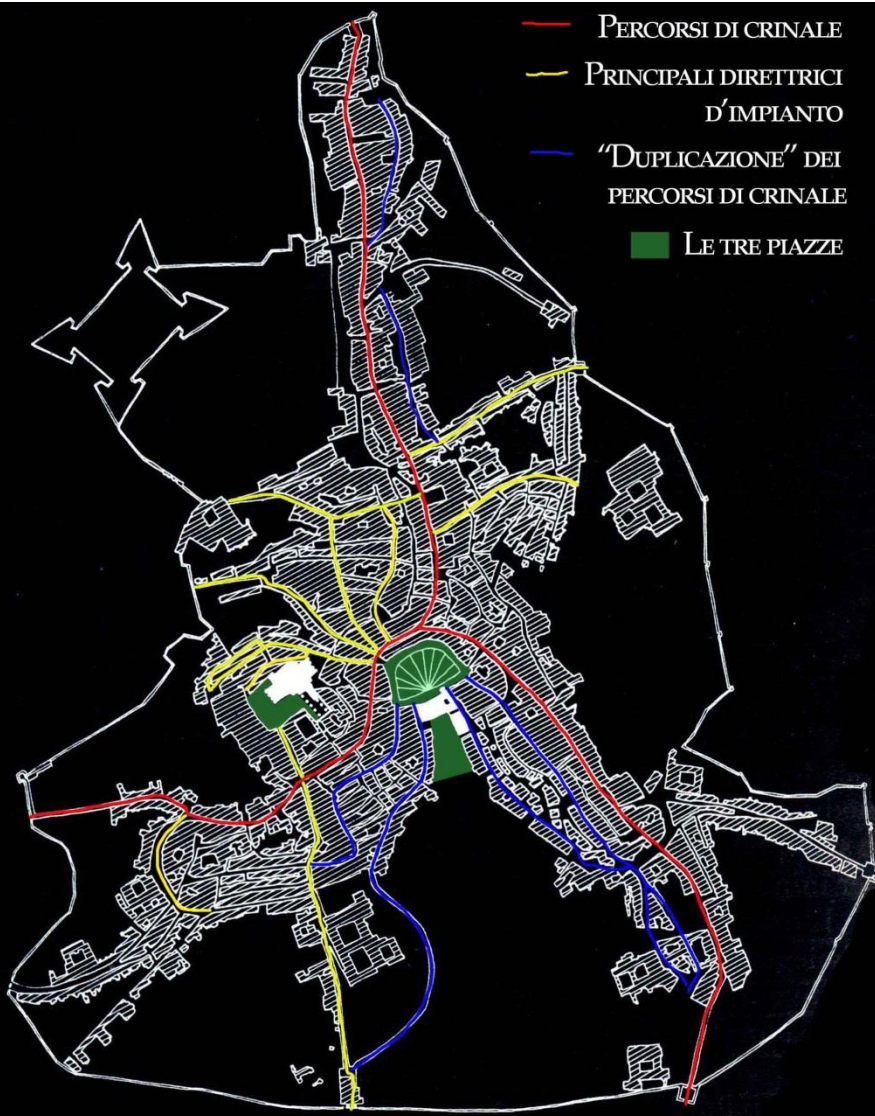 PERCORSI DI CRINALE
PRINCIPALI DIRETTRICI
D'IMPIANTO
"DUPLICAZIONE" DEI
PERCORSI DI CRINALE
LE TRE PIAZZE